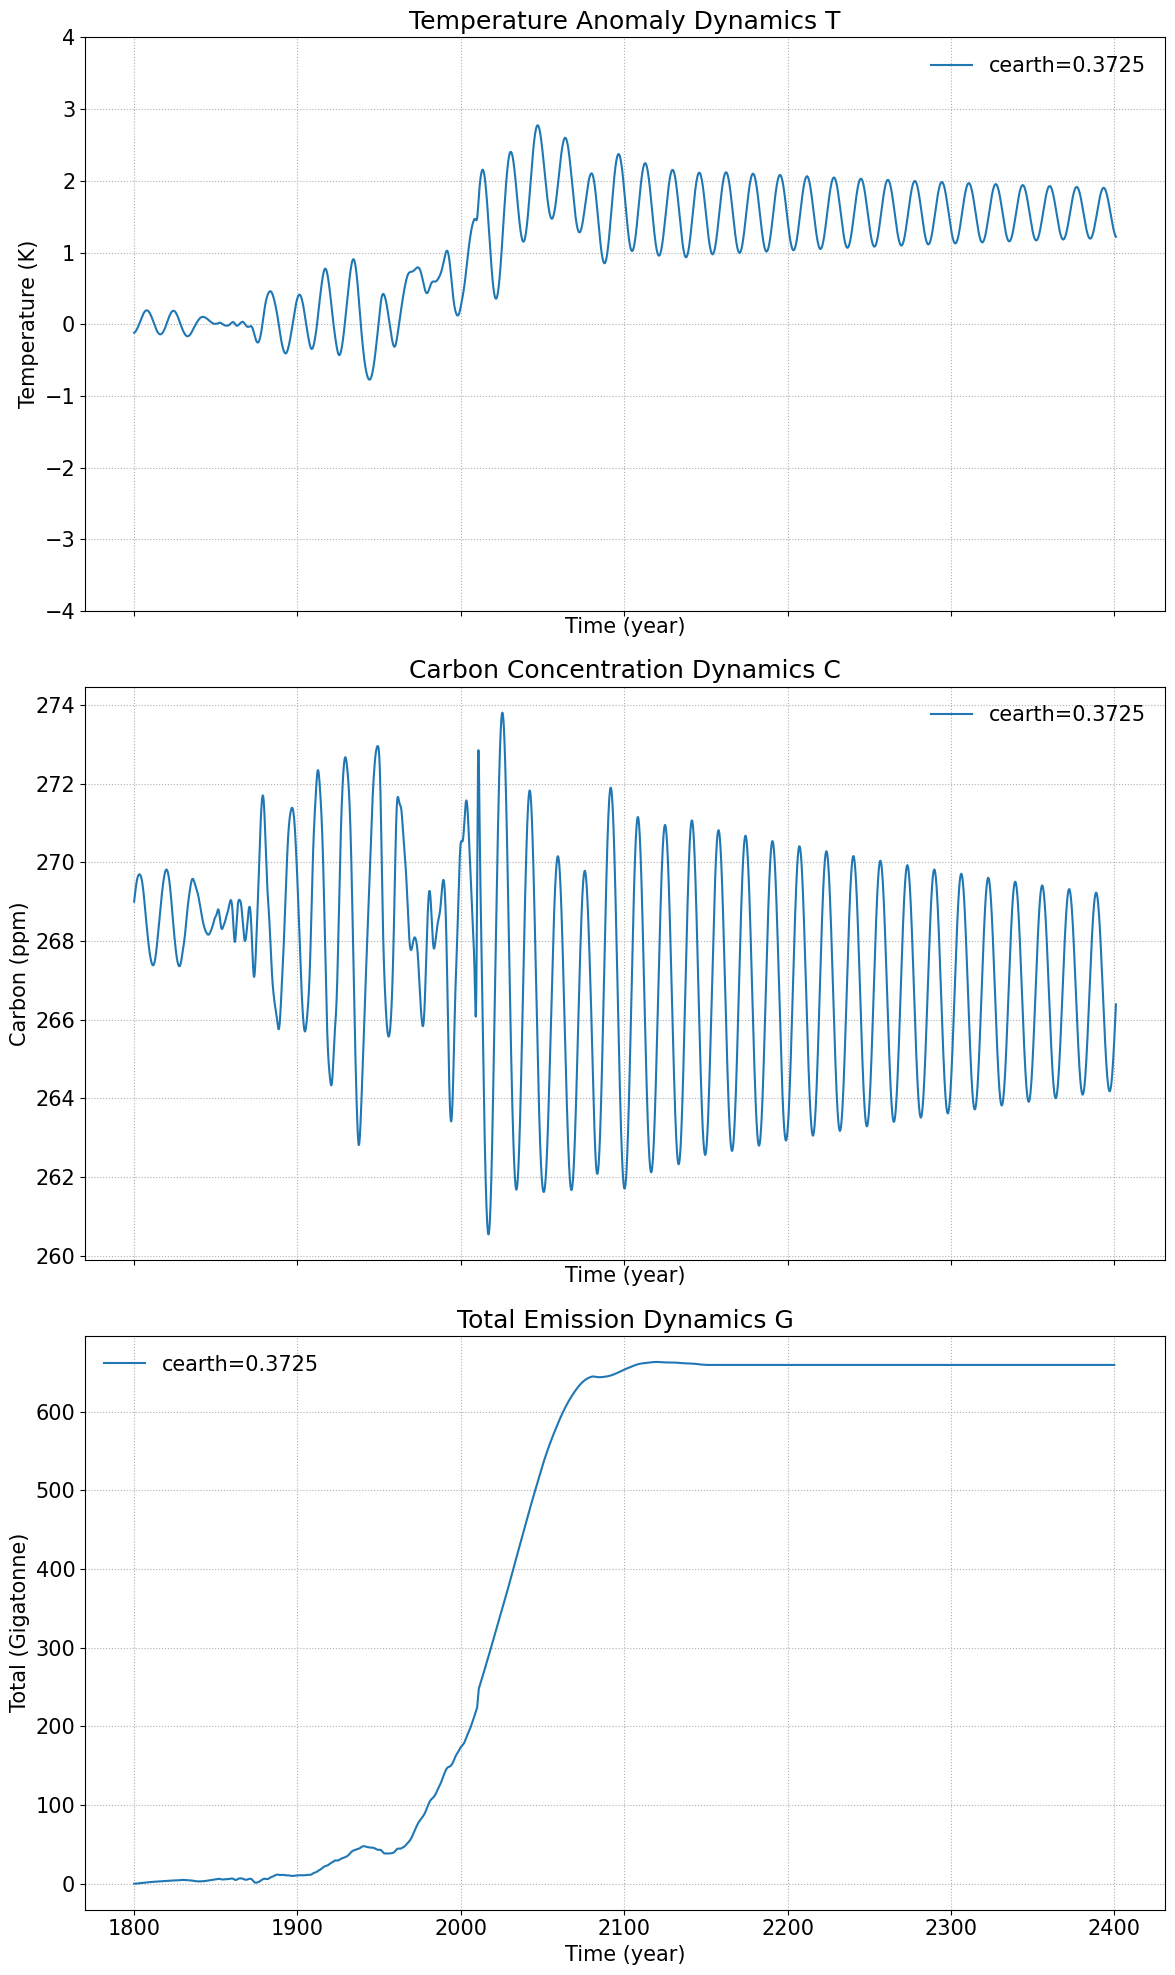 Temperature Anomaly Dynamics T
cearth=0.3725
Temperature (K)
4
3
2
1
0
−1
−2
−3
−4
Time (year)
Carbon Concentration Dynamics C
cearth=0.3725
Carbon (ppm)
274
272
270
268
266
264
262
260
Time (year)
Total Emission Dynamics G
cearth=0.3725
Total (Gigatonne)
600
500
400
300
200
100
0
1800 1900 2000 2100 2200 2300 2400
Time (year)